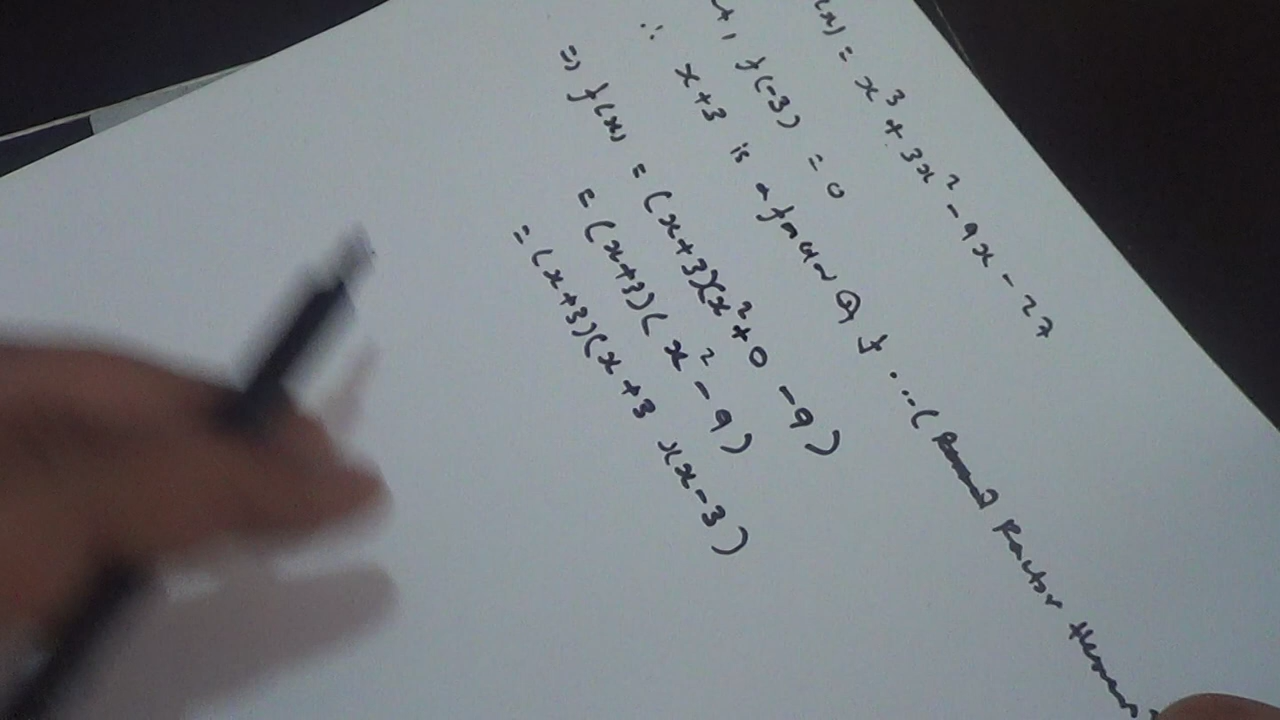 (x) = x³ + 3x² - 9x - 27
f(-3) = 0
∴ x+3 is a factor of f ... (Factor theorem
=> f(x) = (x+3)(x² + 0 - 9)
= (x+3)(x² - 9)
= (x+3)(x+3)(x-3)